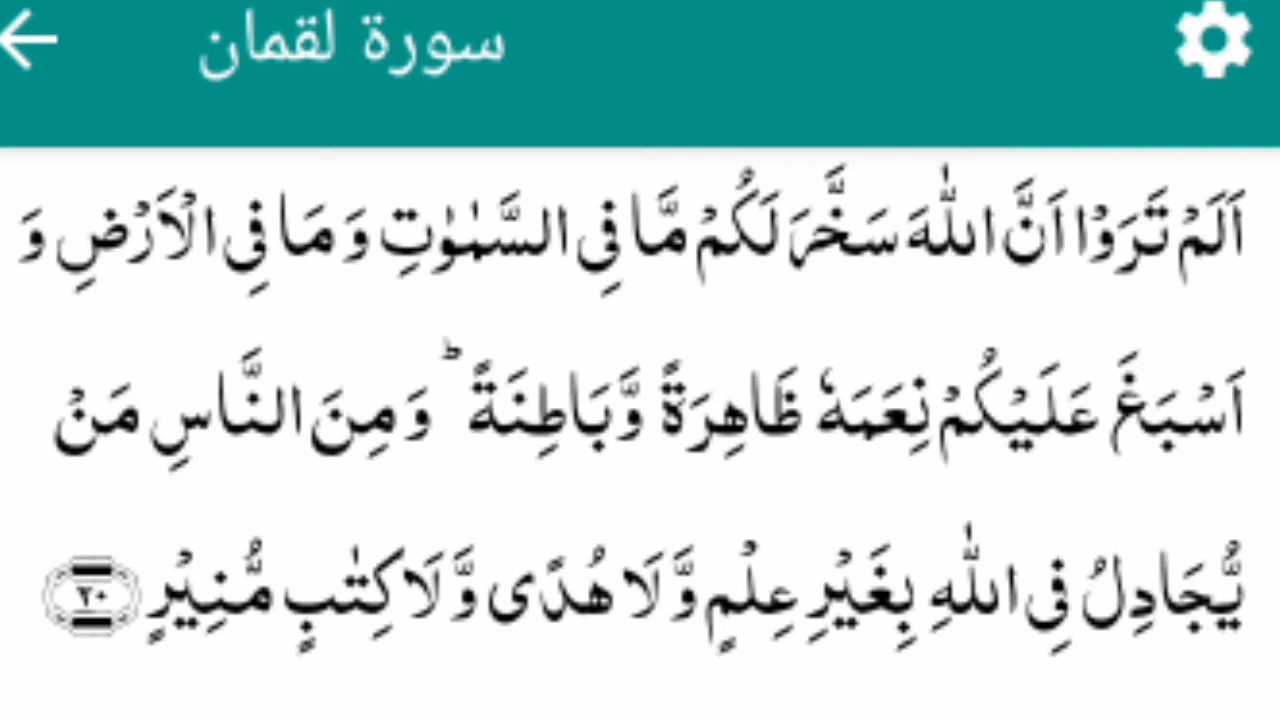 سورة لقمان
اَلَمۡ تَرَوۡا اَنَّ اللّٰهَ سَخَّرَ لَكُمۡ مَّا فِى السَّمٰوٰتِ وَمَا فِى الۡاَرۡضِ وَ
اَسۡبَغَ عَلَيۡكُمۡ نِعَمَهٗ ظَاهِرَةً وَّبَاطِنَةً ؕ وَمِنَ النَّاسِ مَنۡ
يُّجَادِلُ فِى اللّٰهِ بِغَيۡرِ عِلۡمٍ وَّلَا هُدًى وَّلَا كِتٰبٍ مُّنِيۡرٍ ﴿۲۰﴾